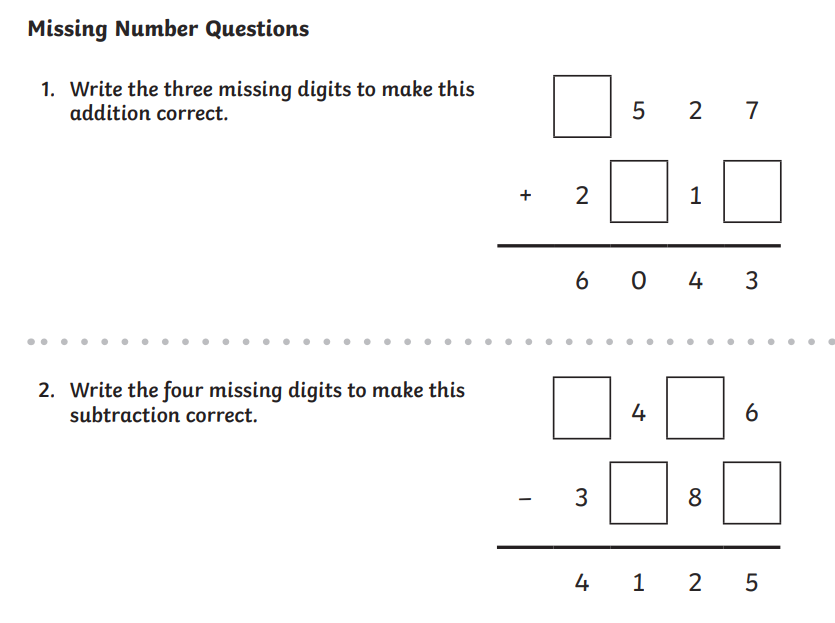 Missing Number Questions
1. Write the three missing digits to make this
addition correct.
5 2 7
+ 2 1
6 0 4 3
2. Write the four missing digits to make this
subtraction correct.
4 6
– 3 8
4 1 2 5